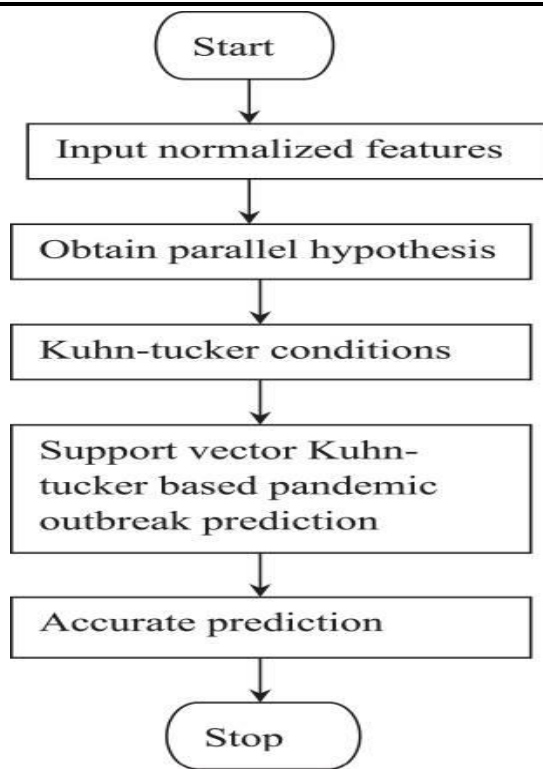 Start
Input normalized features
Obtain parallel hypothesis
Kuhn-tucker conditions
Support vector Kuhn-
tucker based pandemic
outbreak prediction
Accurate prediction
Stop